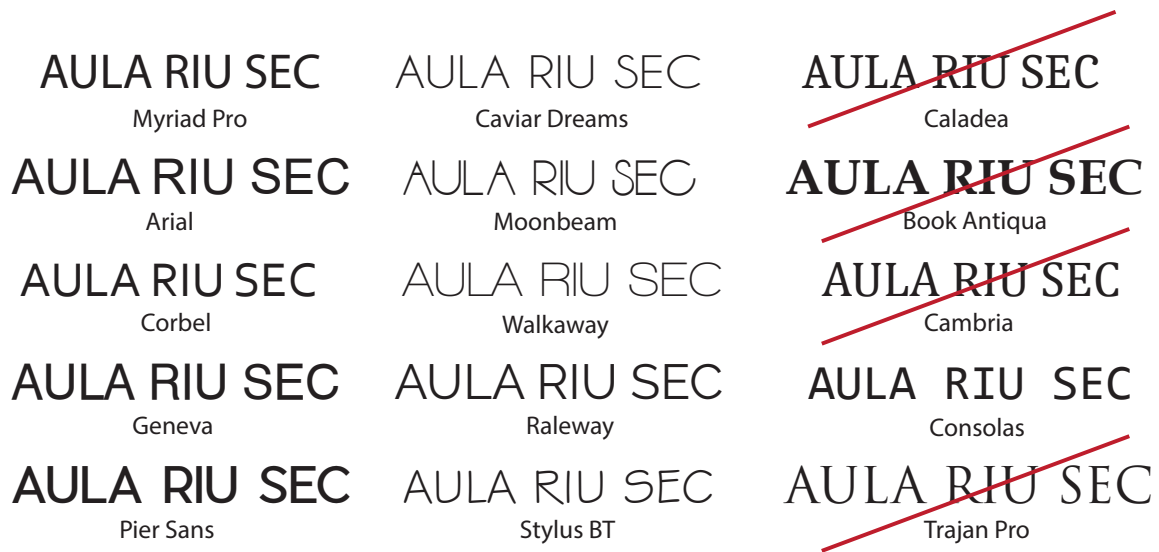 AULA RIU SEC
Myriad Pro
AULA RIU SEC
Arial
AULA RIU SEC
Corbel
AULA RIU SEC
Geneva
AULA RIU SEC
Pier Sans
AULA RIU SEC
Caviar Dreams
AULA RIU SEC
Moonbeam
AULA RIU SEC
Walkaway
AULA RIU SEC
Raleway
AULA RIU SEC
Stylus BT
AULA RIU SEC
Caladea
AULA RIU SEC
Book Antiqua
AULA RIU SEC
Cambria
AULA RIU SEC
Consolas
AULA RIU SEC
Trajan Pro